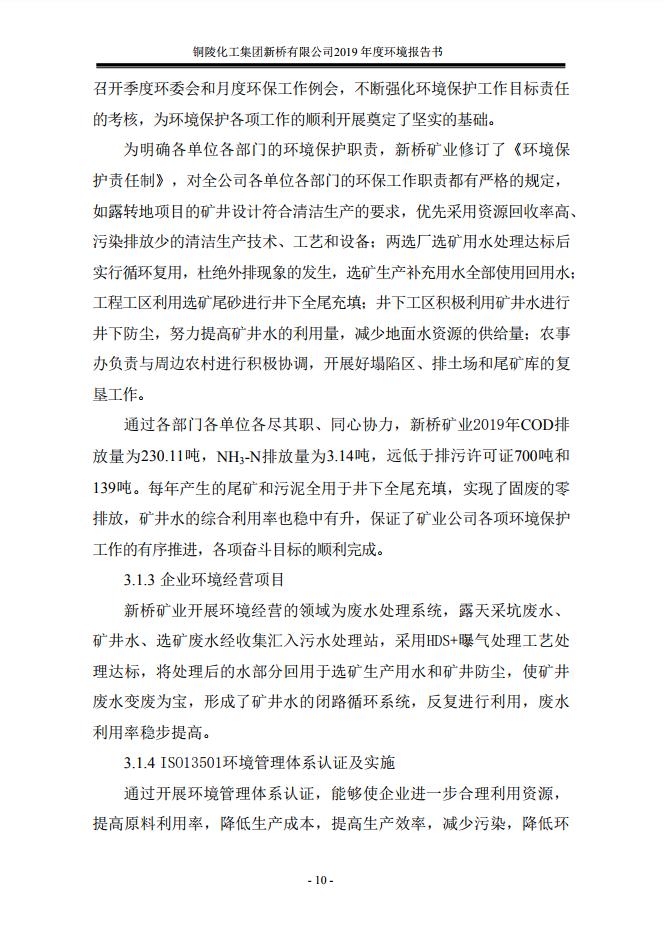 铜陵化工集团新桥有限公司2019 年度环境报告书
召开季度环委会和月度环保工作例会，不断强化环境保护工作目标责任
的考核，为环境保护各项工作的顺利开展奠定了坚实的基础。
为明确各单位各部门的环境保护职责，新桥矿业修订了《环境保
护责任制》，对全公司各单位各部门的环保工作职责都有严格的规定，
如露转地项目的矿井设计符合清洁生产的要求，优先采用资源回收率高、
污染排放少的清洁生产技术、工艺和设备；两选厂选矿用水处理达标后
实行循环复用，杜绝外排现象的发生，选矿生产补充用水全部使用回用水；
工程工区利用选矿尾砂进行井下全尾充填；井下工区积极利用矿井水进行
井下防尘，努力提高矿井水的利用量，减少地面水资源的供给量；农事
办负责与周边农村进行积极协调，开展好塌陷区、排土场和尾矿库的复
垦工作。
通过各部门各单位各尽其职、同心协力，新桥矿业2019年COD排
放量为230.11吨，NH₃-N排放量为3.14吨，远低于排污许可证700吨和
139吨。每年产生的尾矿和污泥全用于井下全尾充填，实现了固废的零
排放，矿井水的综合利用率也稳中有升，保证了矿业公司各项环境保护
工作的有序推进，各项奋斗目标的顺利完成。
3.1.3 企业环境经营项目
新桥矿业开展环境经营的领域为废水处理系统，露天采坑废水、
矿井水、选矿废水经收集汇入污水处理站，采用HDS+曝气处理工艺处
理达标，将处理后的水部分回用于选矿生产用水和矿井防尘，使矿井
废水变废为宝，形成了矿井水的闭路循环系统，反复进行利用，废水
利用率稳步提高。
3.1.4 ISO13501环境管理体系认证及实施
通过开展环境管理体系认证，能够使企业进一步合理利用资源，
提高原料利用率，降低生产成本，提高生产效率，减少污染，降低环
- 10 -